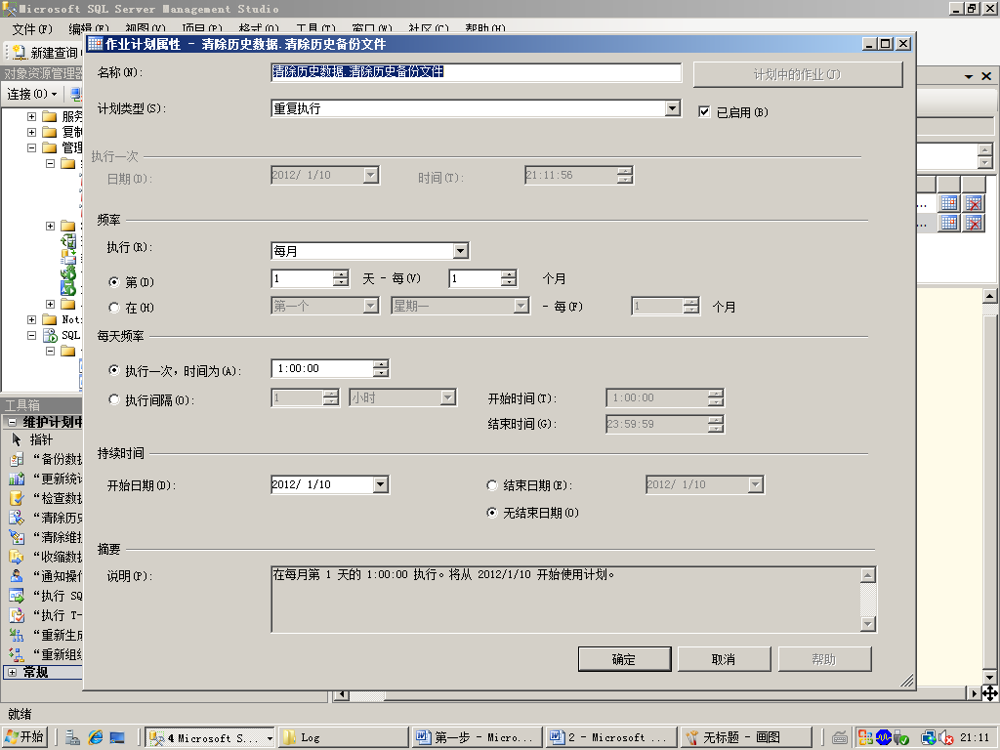 Microsoft SQL Server Management Studio
文件(F) 编辑(E) 视图(V) 项目(P) 格式(O) 工具(T) 窗口(W) 社区(C) 帮助(H)
新建查询
对象资源管理器
连接(O)
服务
复制
管理
Not
SQL
工具箱
维护计划中
指针
“备份数据
“更新统计
“检查数据
“清除历史
“清除维护
“收缩数据
“通知操作
“执行 SQ
“执行 T-
“重新生成
“重新组织
常规
作业计划属性 - 清除历史数据.清除历史备份文件
名称(N):
清除历史数据.清除历史备份文件
计划中的作业(J)
计划类型(S):
重复执行
已启用(B)
执行一次
日期(D):
2012/ 1/10
时间(T):
21:11:56
频率
执行(R):
每月
第(D)
1
天 - 每(V)
1
个月
在(H)
第一个
星期一
- 每(F)
1
个月
每天频率
执行一次，时间为(A):
1:00:00
执行间隔(O):
1
小时
开始时间(T):
1:00:00
结束时间(G):
23:59:59
持续时间
开始日期(D):
2012/ 1/10
结束日期(E):
2012/ 1/10
无结束日期(O)
摘要
说明(P):
在每月第 1 天的 1:00:00 执行。将从 2012/1/10 开始使用计划。
确定
取消
帮助
就绪
开始
4 Microsoft S...
Log
第一步 - Micro...
2 - Microsoft ...
无标题 - 画图
21:11